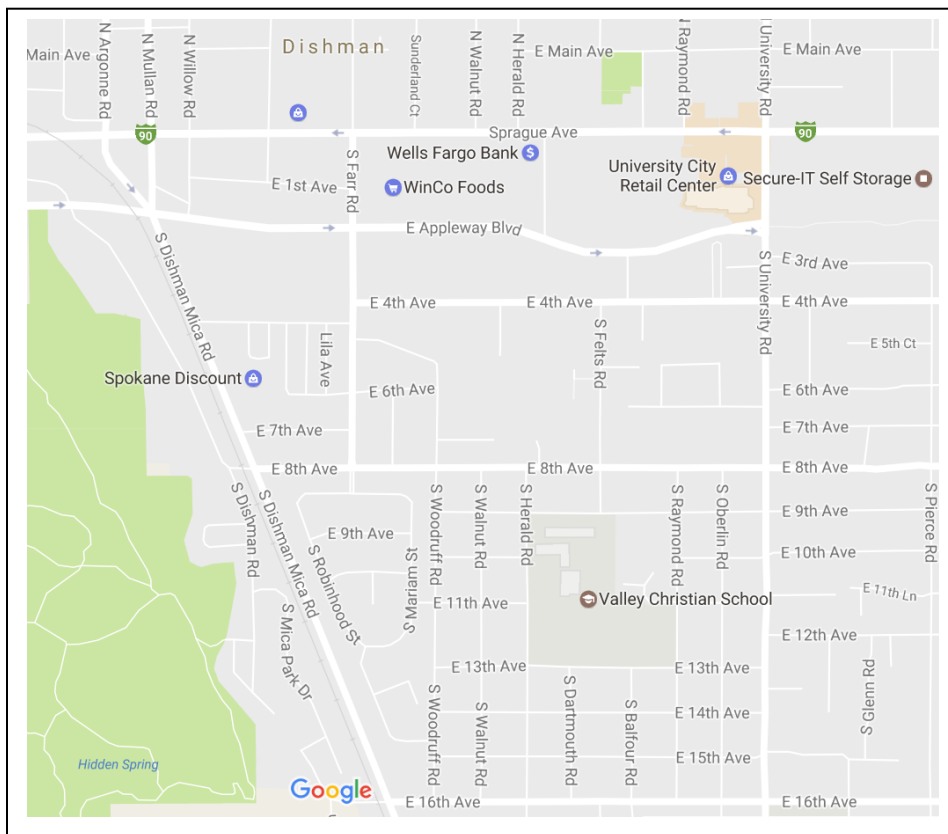 Dishman
Main Ave
N Argonne Rd
N Mullan Rd
N Willow Rd
Sunderland Ct
N Walnut Rd
N Herald Rd
E Main Ave
N Raymond Rd
N University Rd
E Main Ave
90
Sprague Ave
90
Wells Fargo Bank
S Farr Rd
E 1st Ave
WinCo Foods
University City
Retail Center
Secure-IT Self Storage
E Appleway Blvd
S Dishman Mica Rd
S University Rd
E 3rd Ave
E 4th Ave
E 4th Ave
E 4th Ave
Lila Ave
S Felts Rd
E 5th Ct
Spokane Discount
E 6th Ave
E 6th Ave
E 7th Ave
E 7th Ave
E 8th Ave
E 8th Ave
E 8th Ave
S Dishman Rd
S Dishman Mica Rd
S Woodruff Rd
S Walnut Rd
S Herald Rd
S Raymond Rd
S Oberlin Rd
S Pierce Rd
E 9th Ave
E 9th Ave
S Robinhood St
S Mariam St
E 10th Ave
E 11th Ave
Valley Christian School
E 11th Ln
S Mica Park Dr
E 12th Ave
E 13th Ave
E 13th Ave
S Glenn Rd
S Woodruff Rd
S Walnut Rd
S Dartmouth Rd
S Balfour Rd
E 14th Ave
E 15th Ave
Hidden Spring
Google
E 16th Ave
E 16th Ave